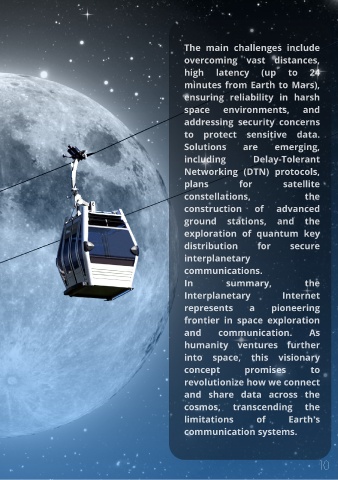 The main challenges include
overcoming vast distances,
high latency (up to 24
minutes from Earth to Mars),
ensuring reliability in harsh
space environments, and
addressing security concerns
to protect sensitive data.
Solutions are emerging,
including Delay-Tolerant
Networking (DTN) protocols,
plans for satellite
constellations, the
construction of advanced
ground stations, and the
exploration of quantum key
distribution for secure
interplanetary
communications.
In summary, the
Interplanetary Internet
represents a pioneering
frontier in space exploration
and communication. As
humanity ventures further
into space, this visionary
concept promises to
revolutionize how we connect
and share data across the
cosmos, transcending the
limitations of Earth's
communication systems.
10